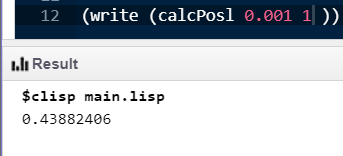 12 (write (calcPosl 0.001 1 ))
Result
$clisp main.lisp
0.43882406